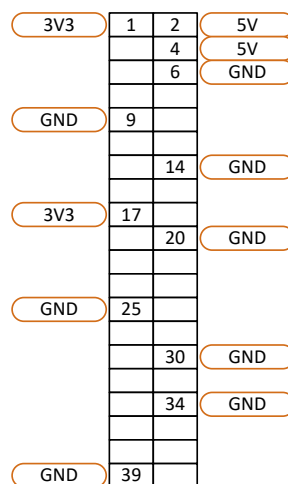 3V3 1 2 5V
4 5V
6 GND
GND 9
14 GND
3V3 17
20 GND
GND 25
30 GND
34 GND
GND 39